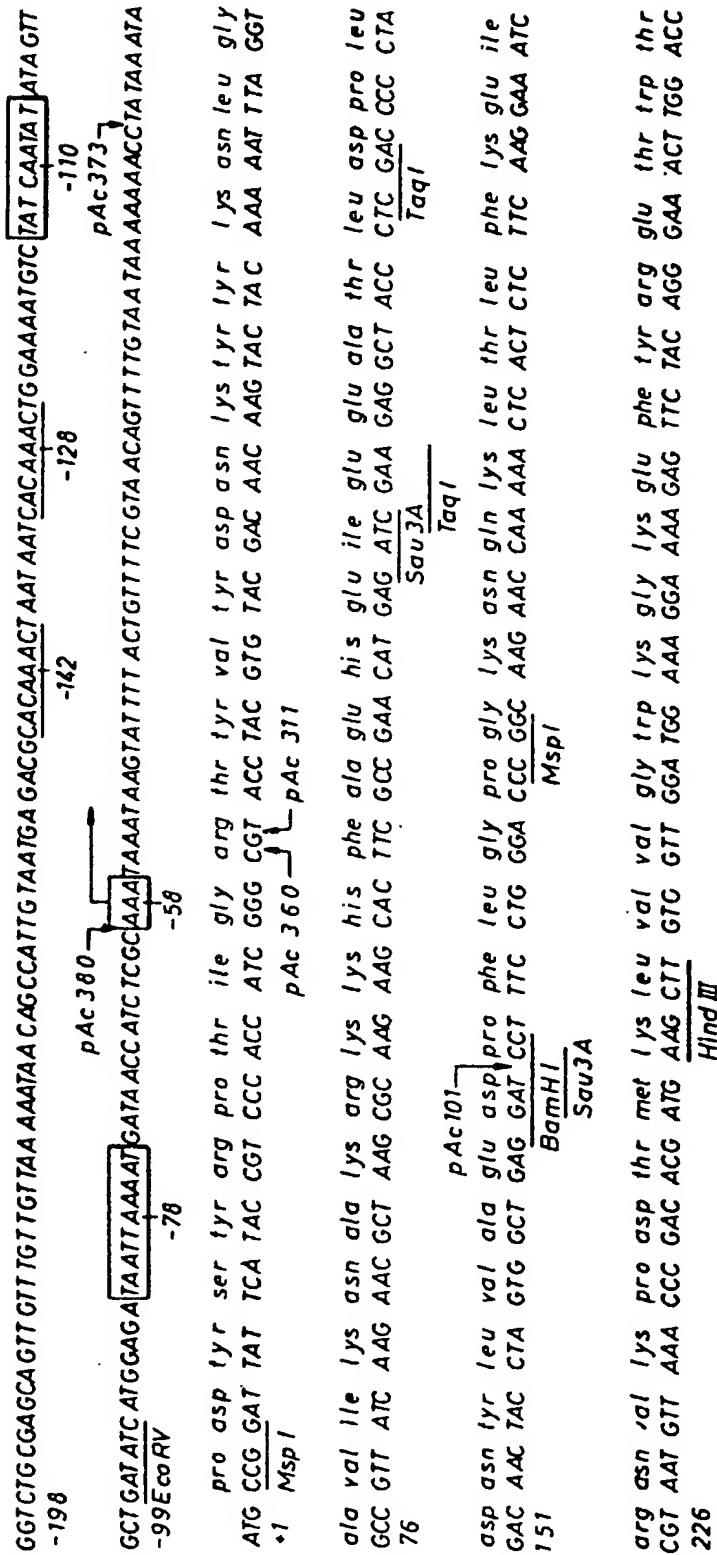 GGTCTGCGAGCAGTTGTTTGTTGTTAAAAATAACAGCCATTGTAATGAGACGCACAAACTAATATCACAAACTGGAAAATGTCTATCAATATATAGTT
-198 -142 -128 -110
pAc380 pAc373
GCTGATATCATGGAGATAATTAAAATGATAACCATCTCGCAAATAAATAAGTATTTTACTGTTTTCGTAACAGTTTTGTAATAAAAAAACCTATAAATA
-99 EcoRV -78 -58
pro asp tyr ser tyr arg pro thr ile gly arg thr tyr val tyr asp asn lys tyr tyr lys asn leu gly
ATG CCG GAT TAT TCA TAC CGT CCC ACC ATC GGG CGT ACC TAC GTG TAC GAC AAC AAG TAC TAC AAA AAT TTA GGT
+1 MspI pAc360 pAc 311
ala val ile lys asn ala lys arg lys lys his phe ala glu his glu ile glu glu ala thr leu asp pro leu
GCC GTT ATC AAG AAC GCT AAG CGC AAG AAG CAC TTC GCC GAA CAT GAG ATC GAA GAG GCT ACC CTC GAC CCC CTA
76 Sau3A TaqI
TaqI
pAc101
asp asn tyr leu val ala glu asp pro phe leu gly pro gly lys asn gln lys leu thr leu phe lys glu ile
GAC AAC TAC CTA GTG GCT GAG GAT CCT TTC CTG GGA CCC GGC AAG AAC CAA AAA CTC ACT CTC TTC AAG GAA ATC
151 BamHI MspI
Sau3A
arg asn val lys pro asp thr met lys leu val val gly trp lys gly lys glu phe tyr arg glu thr trp thr
CGT AAT GTT AAA CCC GAC ACG ATG AAG CTT GTC GTT GGA TGG AAA GGA AAA GAG TTC TAC AGG GAA ACT TGG ACC
226 Hind III